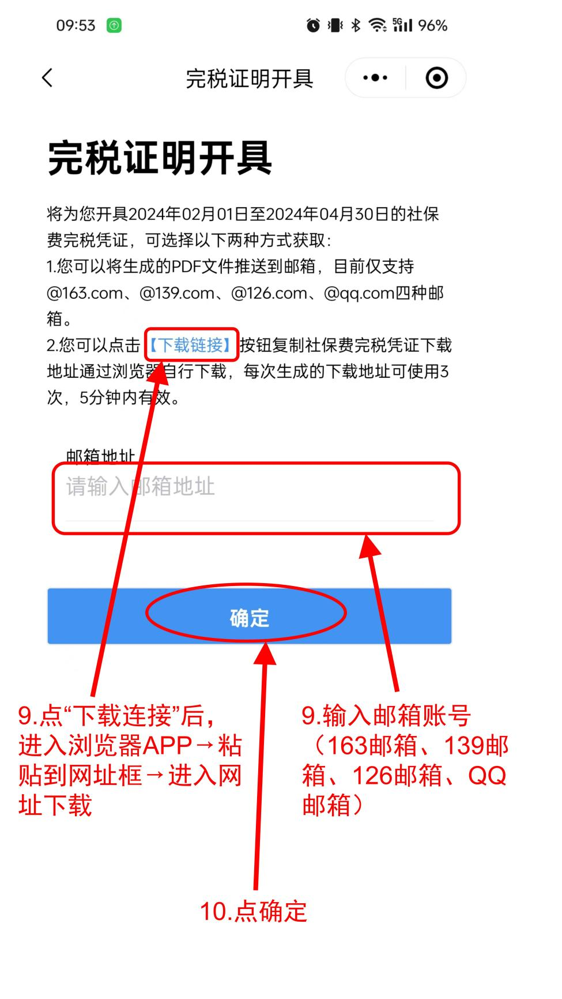 09:53 5G 96%
完税证明开具
完税证明开具
将为您开具2024年02月01日至2024年04月30日的社保
费完税凭证，可选择以下两种方式获取：
1.您可以将生成的PDF文件推送到邮箱，目前仅支持
@163.com、@139.com、@126.com、@qq.com四种邮
箱。
2.您可以点击【下载链接】按钮复制社保费完税凭证下载
地址通过浏览器自行下载，每次生成的下载地址可使用3
次，5分钟内有效。
邮箱地址
请输入邮箱地址
确定
9.点“下载连接”后，
进入浏览器APP→粘
贴到网址框→进入网
址下载
9.输入邮箱账号
（163邮箱、139邮
箱、126邮箱、QQ
邮箱）
10.点确定